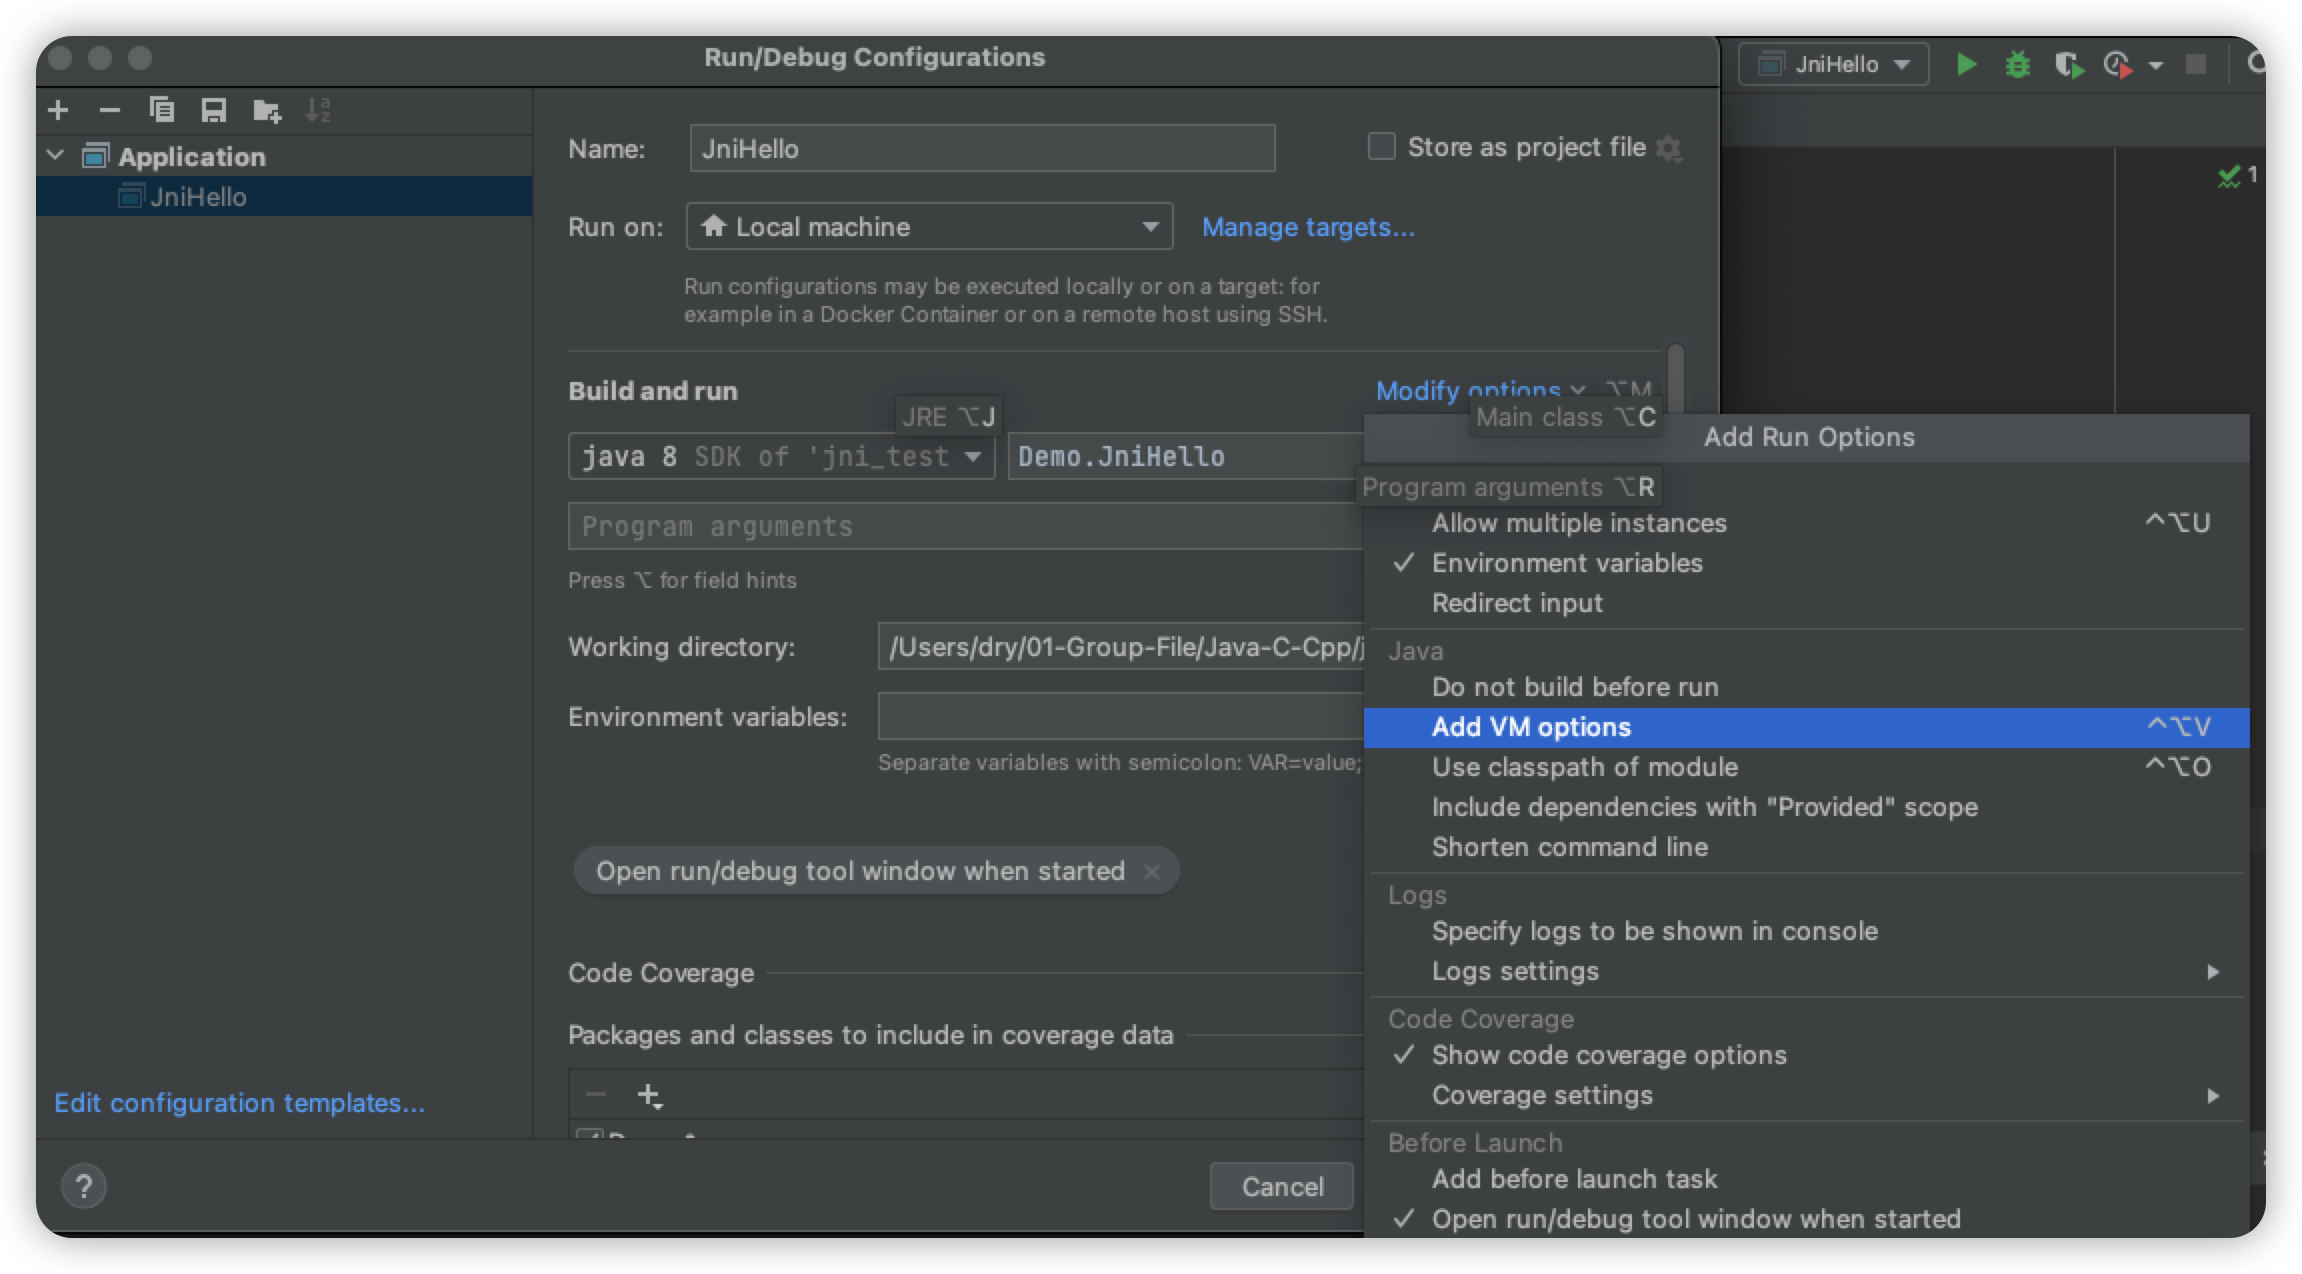 Run/Debug Configurations
JniHello
Application
JniHello
Name:
JniHello
Store as project file
1
Run on:
Local machine
Manage targets...
Run configurations may be executed locally or on a target: for
example in a Docker Container or on a remote host using SSH.
Build and run
Modify options
⌥M
JRE ⌥J
Main class ⌥C
java 8 SDK of 'jni_test
Demo.JniHello
Program arguments ⌥R
Program arguments
Press ⌥ for field hints
Working directory:
/Users/dry/01-Group-File/Java-C-Cpp/j
Environment variables:
Separate variables with semicolon: VAR=value;
Open run/debug tool window when started
Code Coverage
Packages and classes to include in coverage data
Edit configuration templates...
?
Cancel
Add Run Options
Allow multiple instances ^⌥U
✓ Environment variables
Redirect input
Java
Do not build before run
Add VM options ^⌥V
Use classpath of module ^⌥O
Include dependencies with "Provided" scope
Shorten command line
Logs
Specify logs to be shown in console
Logs settings
Code Coverage
✓ Show code coverage options
Coverage settings
Before Launch
Add before launch task
✓ Open run/debug tool window when started